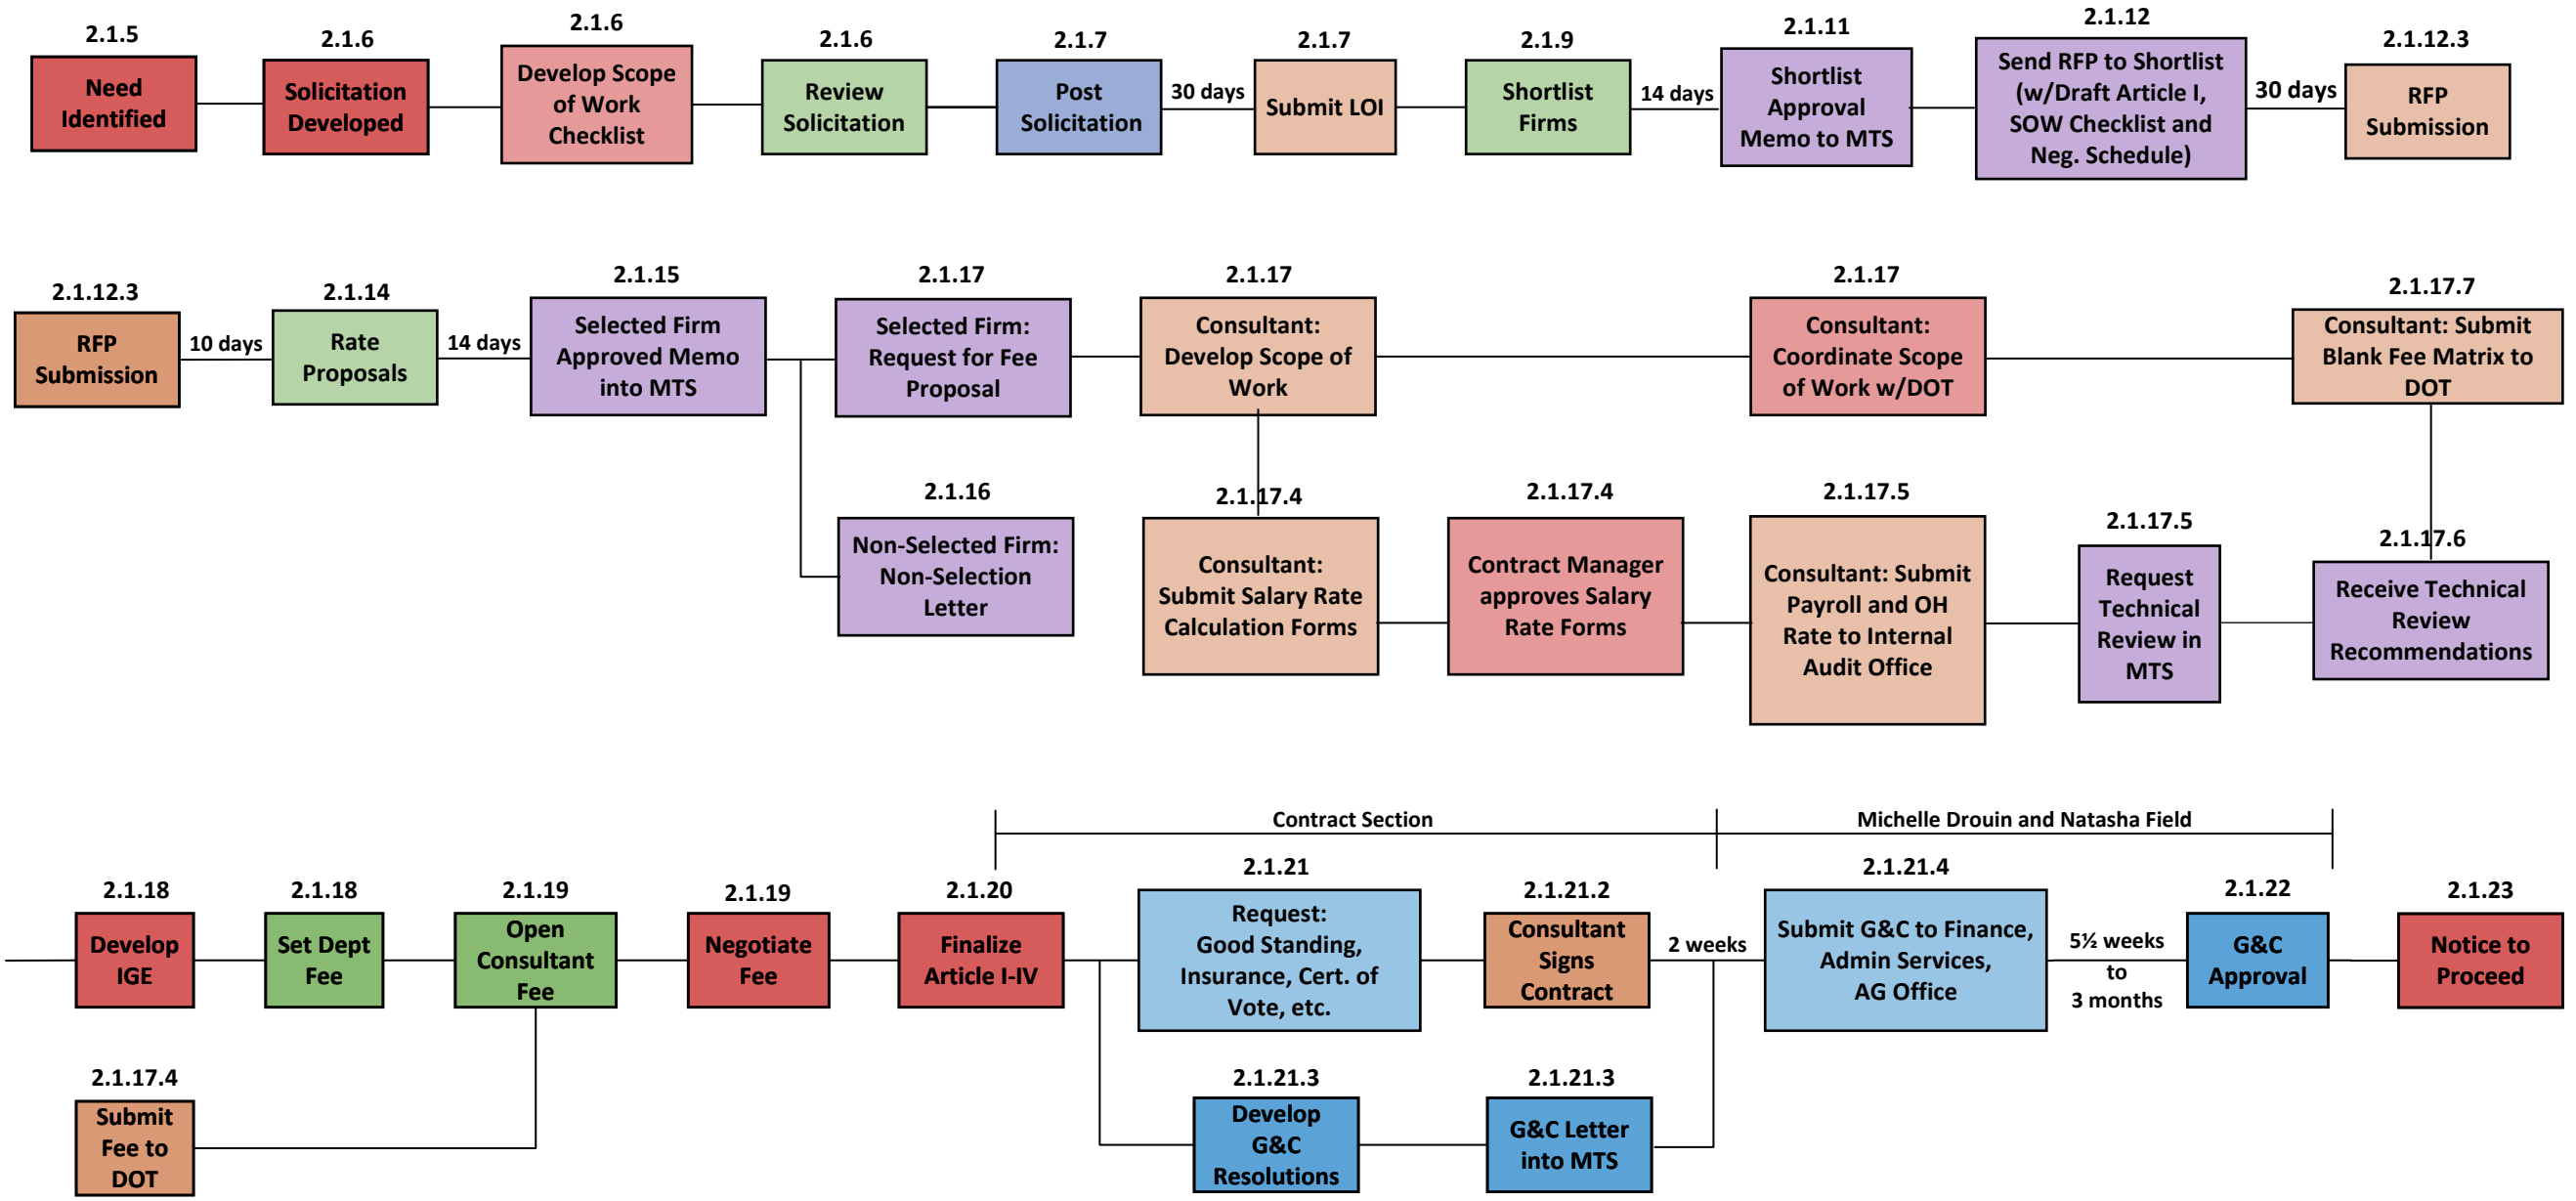 2.1.5
Need
Identified
2.1.6
Solicitation
Developed
2.1.6
Develop Scope
of Work
Checklist
2.1.6
Review
Solicitation
2.1.7
Post
Solicitation
30 days
2.1.7
Submit LOI
2.1.9
Shortlist
Firms
14 days
2.1.11
Shortlist
Approval
Memo to MTS
2.1.12
Send RFP to Shortlist
(w/Draft Article I,
SOW Checklist and
Neg. Schedule)
30 days
2.1.12.3
RFP
Submission
2.1.12.3
RFP
Submission
10 days
2.1.14
Rate
Proposals
14 days
2.1.15
Selected Firm
Approved Memo
into MTS
2.1.17
Selected Firm:
Request for Fee
Proposal
2.1.17
Consultant:
Develop Scope of
Work
2.1.17
Consultant:
Coordinate Scope
of Work w/DOT
2.1.17.7
Consultant: Submit
Blank Fee Matrix to
DOT
2.1.16
Non-Selected Firm:
Non-Selection
Letter
2.1.17.4
Consultant:
Submit Salary Rate
Calculation Forms
2.1.17.4
Contract Manager
approves Salary
Rate Forms
2.1.17.5
Consultant: Submit
Payroll and OH
Rate to Internal
Audit Office
2.1.17.5
Request
Technical
Review in
MTS
2.1.17.6
Receive Technical
Review
Recommendations
Contract Section
Michelle Drouin and Natasha Field
2.1.18
Develop
IGE
2.1.18
Set Dept
Fee
2.1.19
Open
Consultant
Fee
2.1.19
Negotiate
Fee
2.1.20
Finalize
Article I-IV
2.1.21
Request:
Good Standing,
Insurance, Cert. of
Vote, etc.
2.1.21.2
Consultant
Signs
Contract
2 weeks
2.1.21.4
Submit G&C to Finance,
Admin Services,
AG Office
5½ weeks
to
3 months
2.1.22
G&C
Approval
2.1.23
Notice to
Proceed
2.1.17.4
Submit
Fee to
DOT
2.1.21.3
Develop
G&C
Resolutions
2.1.21.3
G&C Letter
into MTS